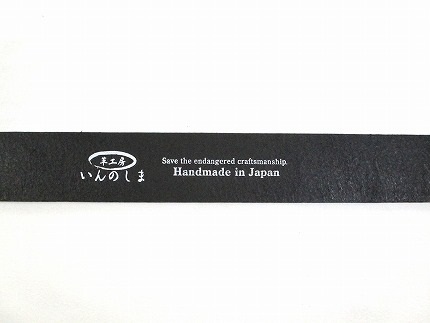 革工房
いんのしま
Save the endangered craftsmanship.
Handmade in Japan